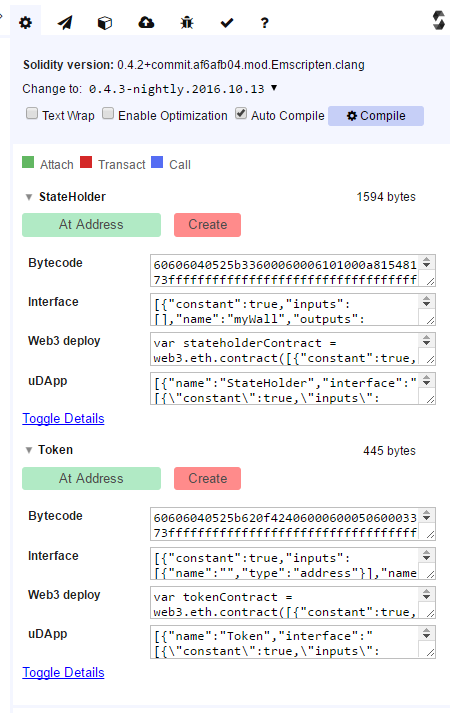 Solidity version: 0.4.2+commit.af6afb04.mod.Emscripten.clang
Change to: 0.4.3-nightly.2016.10.13
Text Wrap Enable Optimization Auto Compile Compile
Attach Transact Call
StateHolder 1594 bytes
At Address Create
Bytecode
60606040525b33600060006101000a815481
73ffffffffffffffffffffffffffffffffff
Interface
[{"constant":true,"inputs":
[],"name":"myWall","outputs":
Web3 deploy
var stateholderContract =
web3.eth.contract([{"constant":true,
uDApp
[{"name":"StateHolder","interface":"
[{\"constant\":true,\"inputs\":
Toggle Details
Token 445 bytes
At Address Create
Bytecode
60606040525b620f42406000600050600033
73ffffffffffffffffffffffffffffffffff
Interface
[{"constant":true,"inputs":
[{"name":"","type":"address"}],"name
Web3 deploy
var tokenContract =
web3.eth.contract([{"constant":true,
uDApp
[{"name":"Token","interface":"
[{\"constant\":true,\"inputs\":
Toggle Details